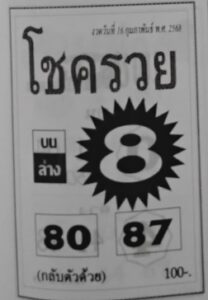 งวดวันที่ 16 กุมภาพันธ์ พ.ศ. 2568
โชครวย
บน
ล่าง
8
80 87
(กลับตัวด้วย) 100-.